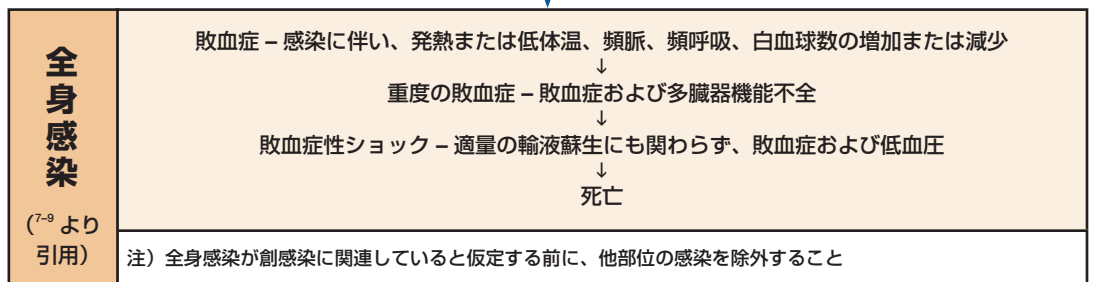 全身感染
(7–9 より
引用)
敗血症 – 感染に伴い、発熱または低体温、頻脈、頻呼吸、白血球数の増加または減少
↓
重度の敗血症 – 敗血症および多臓器機能不全
↓
敗血症性ショック – 適量の輸液蘇生にも関わらず、敗血症および低血圧
↓
死亡
注）全身感染が創感染に関連していると仮定する前に、他部位の感染を除外すること